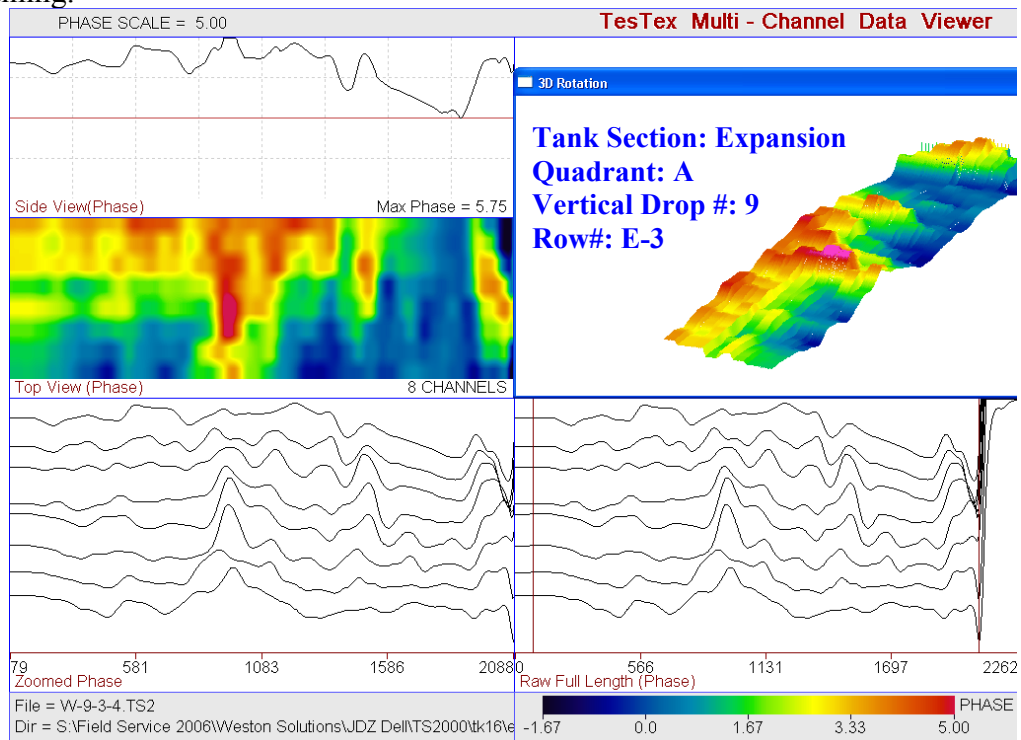 PHASE SCALE = 5.00
TesTex Multi - Channel Data Viewer
3D Rotation
Tank Section: Expansion
Quadrant: A
Vertical Drop #: 9
Row#: E-3
Side View(Phase) Max Phase = 5.75
Top View (Phase) 8 CHANNELS
79 581 1083 1586 2088
Zoomed Phase
0 566 1131 1697 2262
Raw Full Length (Phase)
File = W-9-3-4.TS2
Dir = S:\Field Service 2006\Weston Solutions\JDZ Dell\TS2000\tk16\e
PHASE
-1.67 0.0 1.67 3.33 5.00